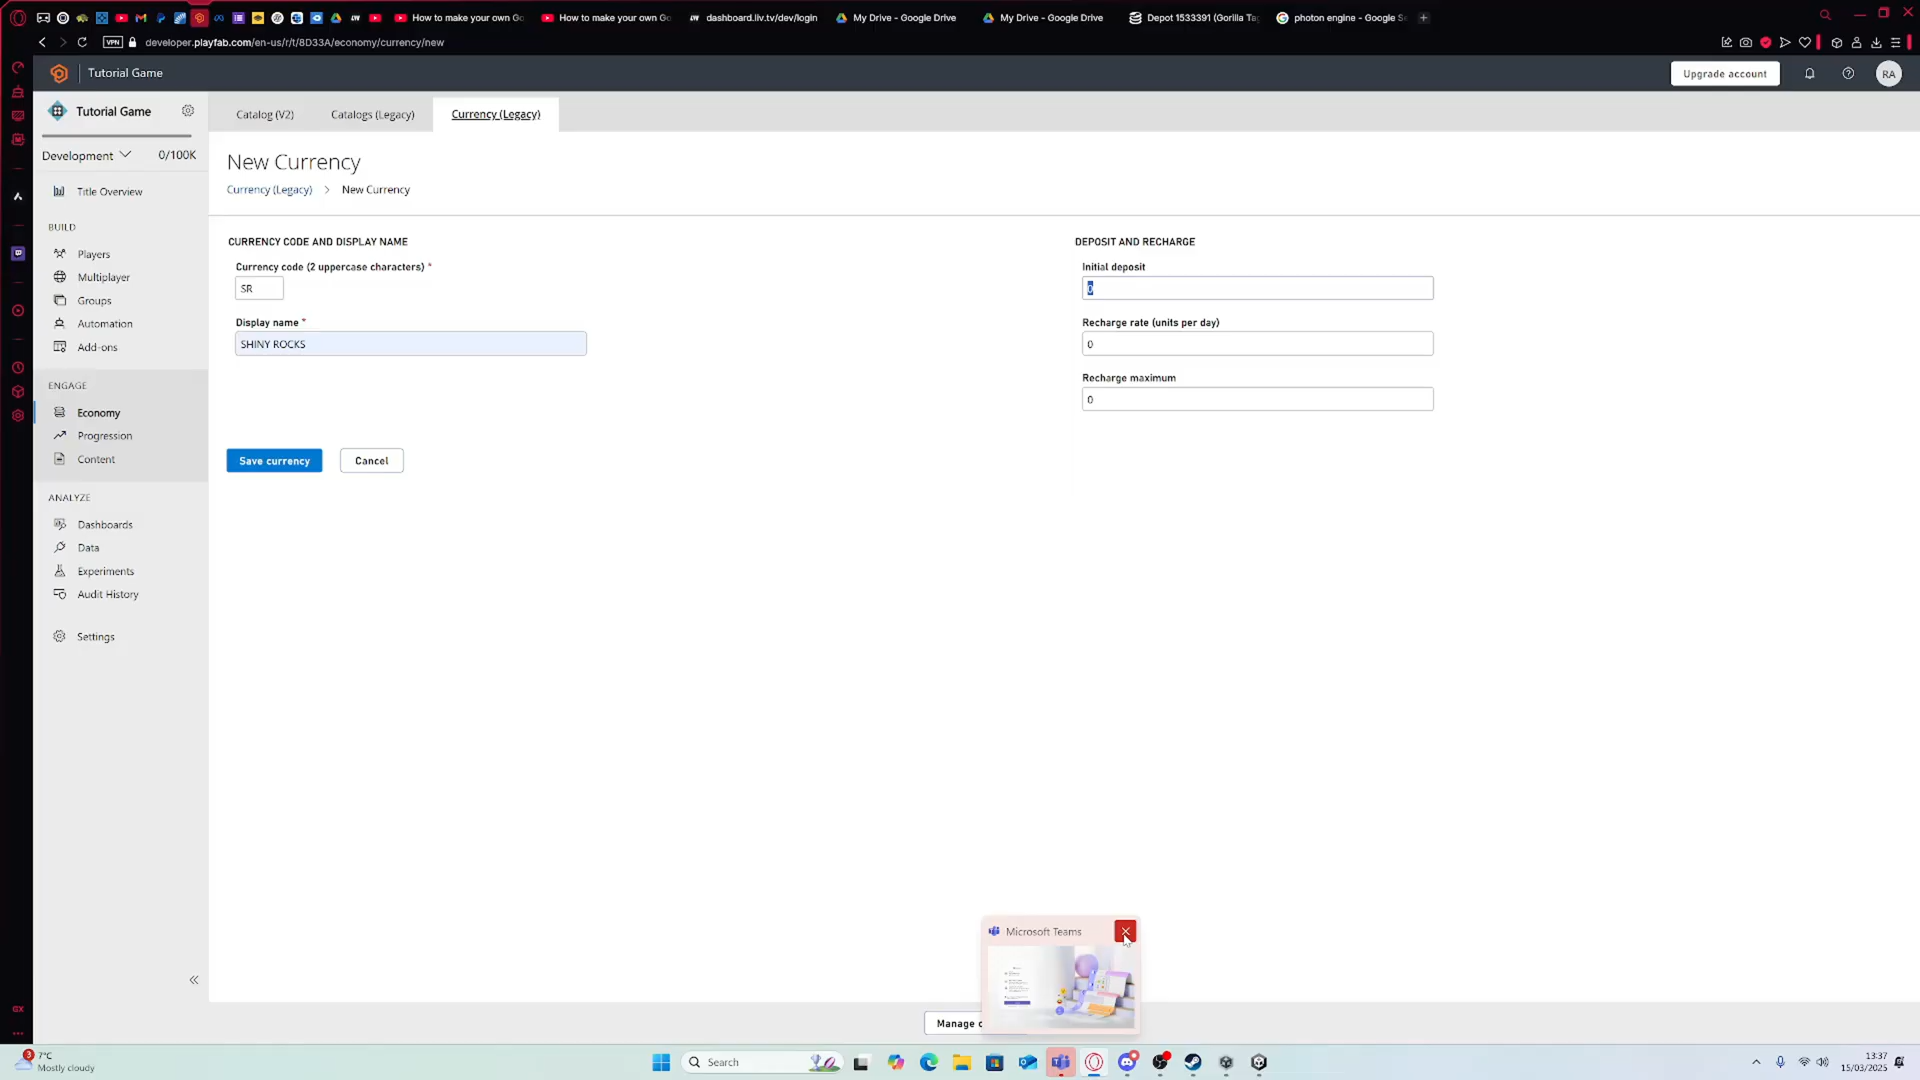 How to make your own Go
How to make your own Go
dashboard.liv.tv/dev/login
My Drive - Google Drive
My Drive - Google Drive
Depot 1533391 (Gorilla Ta
photon engine - Google Se
VPN
developer.playfab.com/en-us/r/t/8D33A/economy/currency/new
Tutorial Game
Upgrade account
RA
Tutorial Game
Catalog (V2)
Catalogs (Legacy)
Currency (Legacy)
Development
0/100K
New Currency
Currency (Legacy) > New Currency
Title Overview
BUILD
Players
Multiplayer
Groups
Automation
Add-ons
ENGAGE
Economy
Progression
Content
ANALYZE
Dashboards
Data
Experiments
Audit History
Settings
CURRENCY CODE AND DISPLAY NAME
Currency code (2 uppercase characters) *
SR
Display name *
SHINY ROCKS
DEPOSIT AND RECHARGE
Initial deposit
0
Recharge rate (units per day)
0
Recharge maximum
0
Save currency
Cancel
Microsoft Teams
Manage c
GX
3
7°C
Mostly cloudy
Search
13:37
15/03/2025